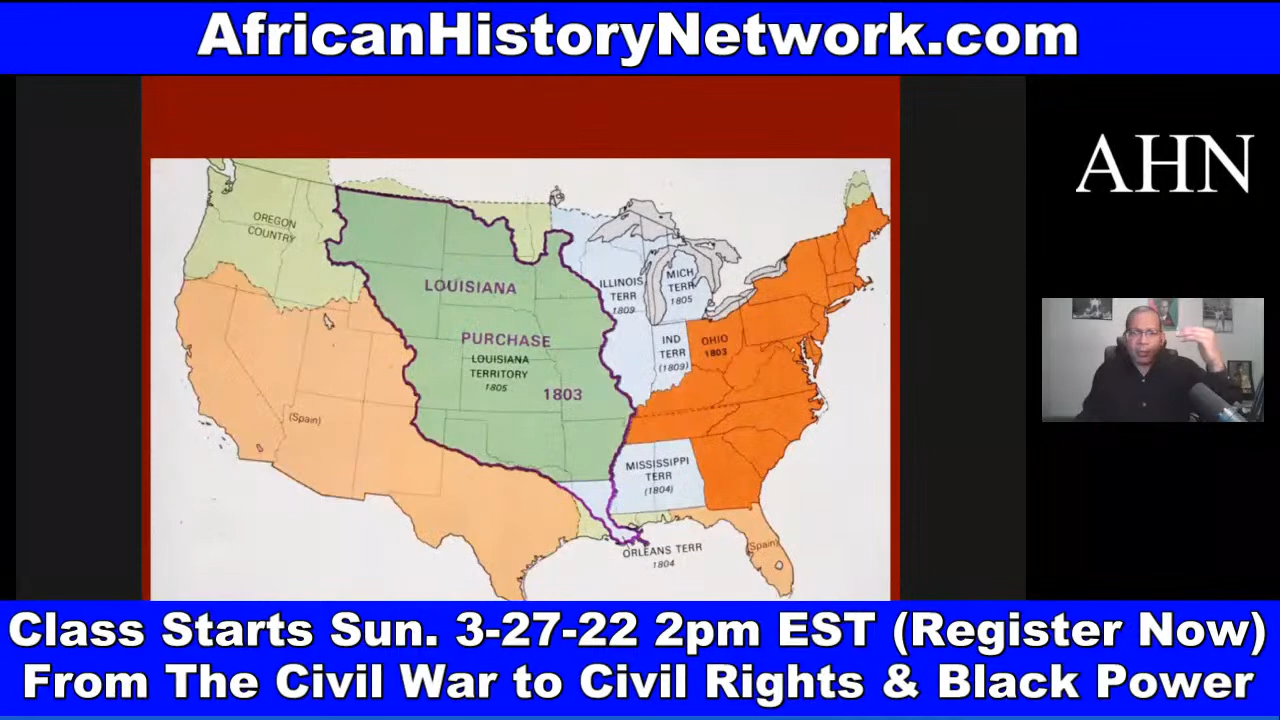 AfricanHistoryNetwork.com
AHN
OREGON
COUNTRY
LOUISIANA
PURCHASE
LOUISIANA
TERRITORY
1805
1803
ILLINOIS
TERR
1809
MICH
TERR
1805
IND
TERR
(1809)
OHIO
1803
(Spain)
MISSISSIPPI
TERR
(1804)
ORLEANS TERR
1804
(Spain)
Class Starts Sun. 3-27-22 2pm EST (Register Now)
From The Civil War to Civil Rights & Black Power